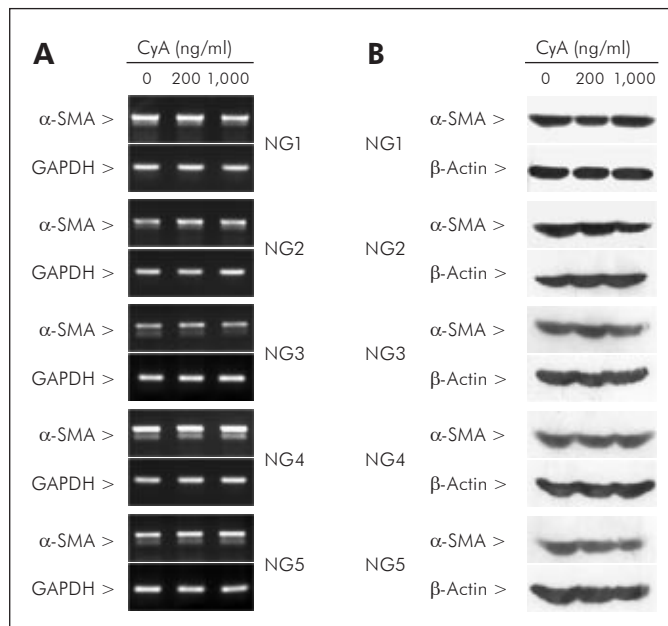 A
CyA (ng/ml)
0 200 1,000
α-SMA >
GAPDH >
NG1
α-SMA >
GAPDH >
NG2
α-SMA >
GAPDH >
NG3
α-SMA >
GAPDH >
NG4
α-SMA >
GAPDH >
NG5
B
CyA (ng/ml)
0 200 1,000
NG1
α-SMA >
β-Actin >
NG2
α-SMA >
β-Actin >
NG3
α-SMA >
β-Actin >
NG4
α-SMA >
β-Actin >
NG5
α-SMA >
β-Actin >